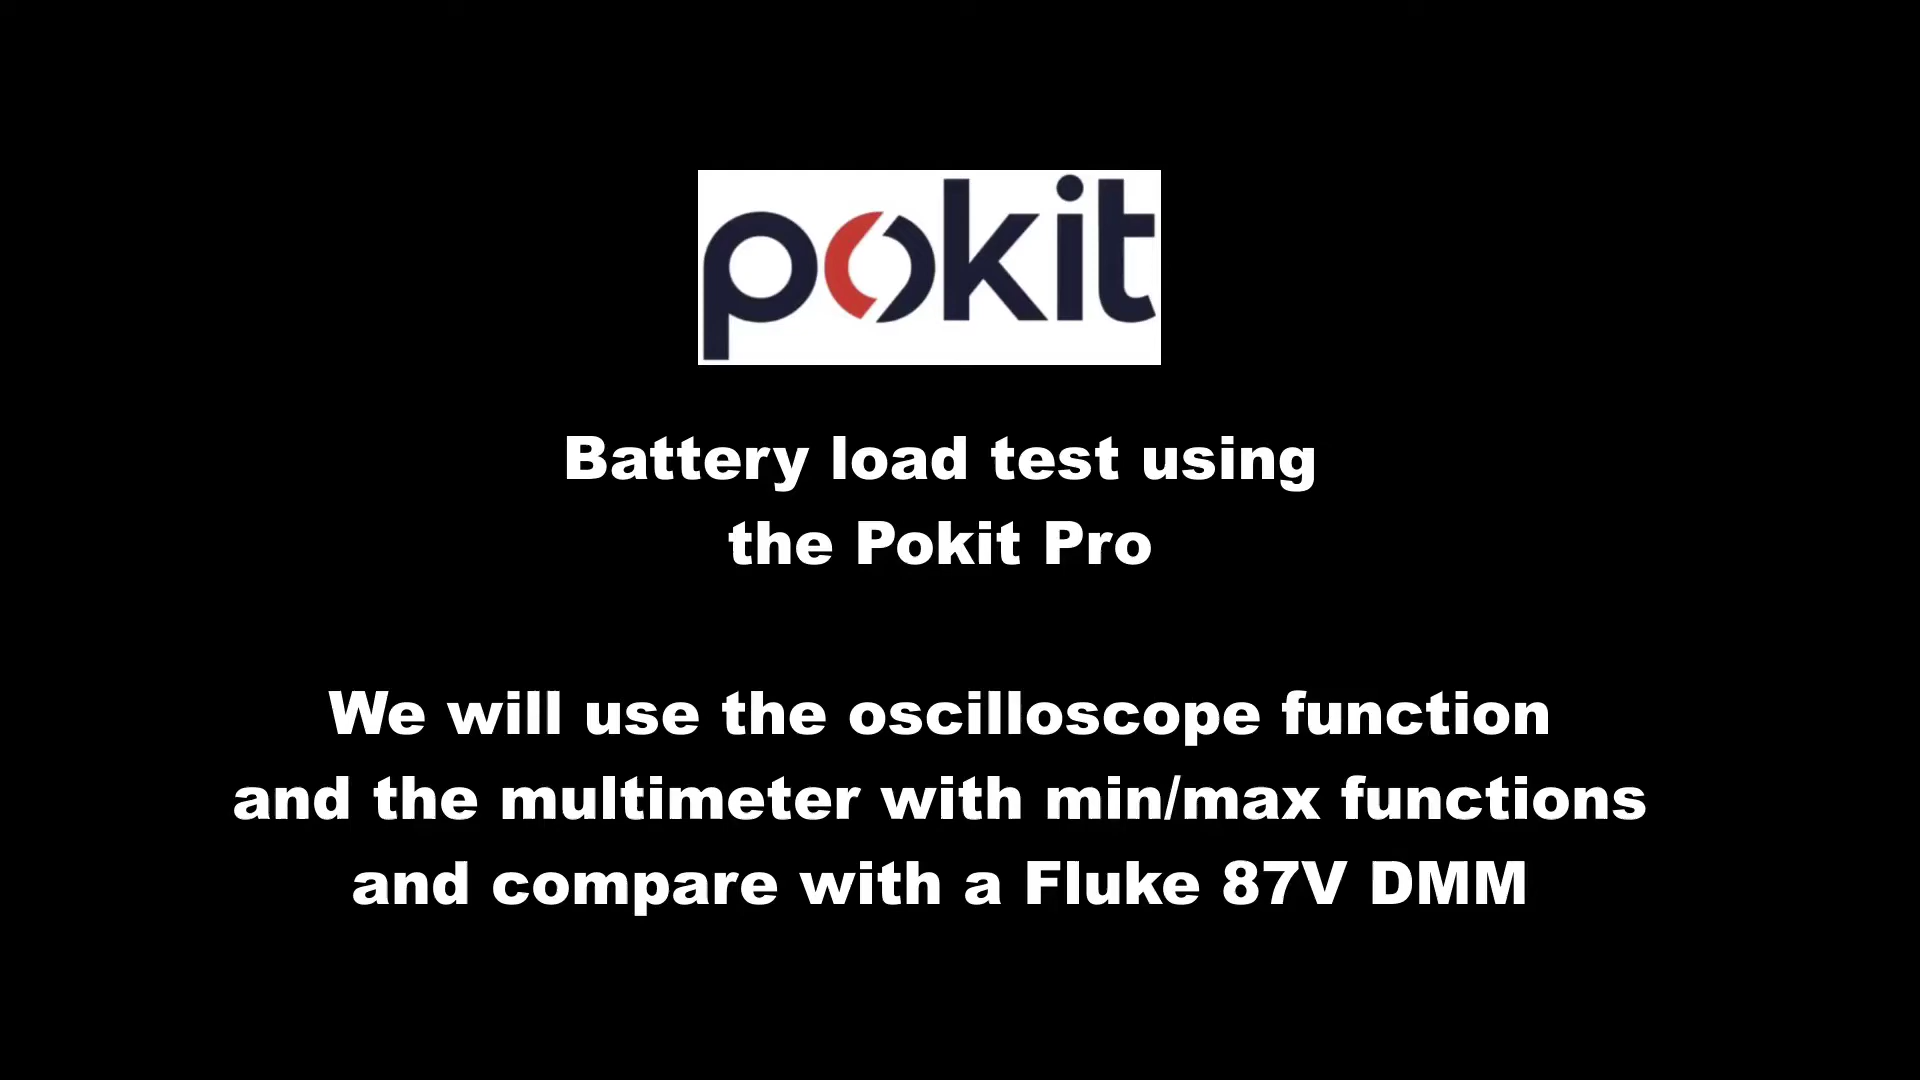 pokit
Battery load test using
the Pokit Pro
We will use the oscilloscope function
and the multimeter with min/max functions
and compare with a Fluke 87V DMM